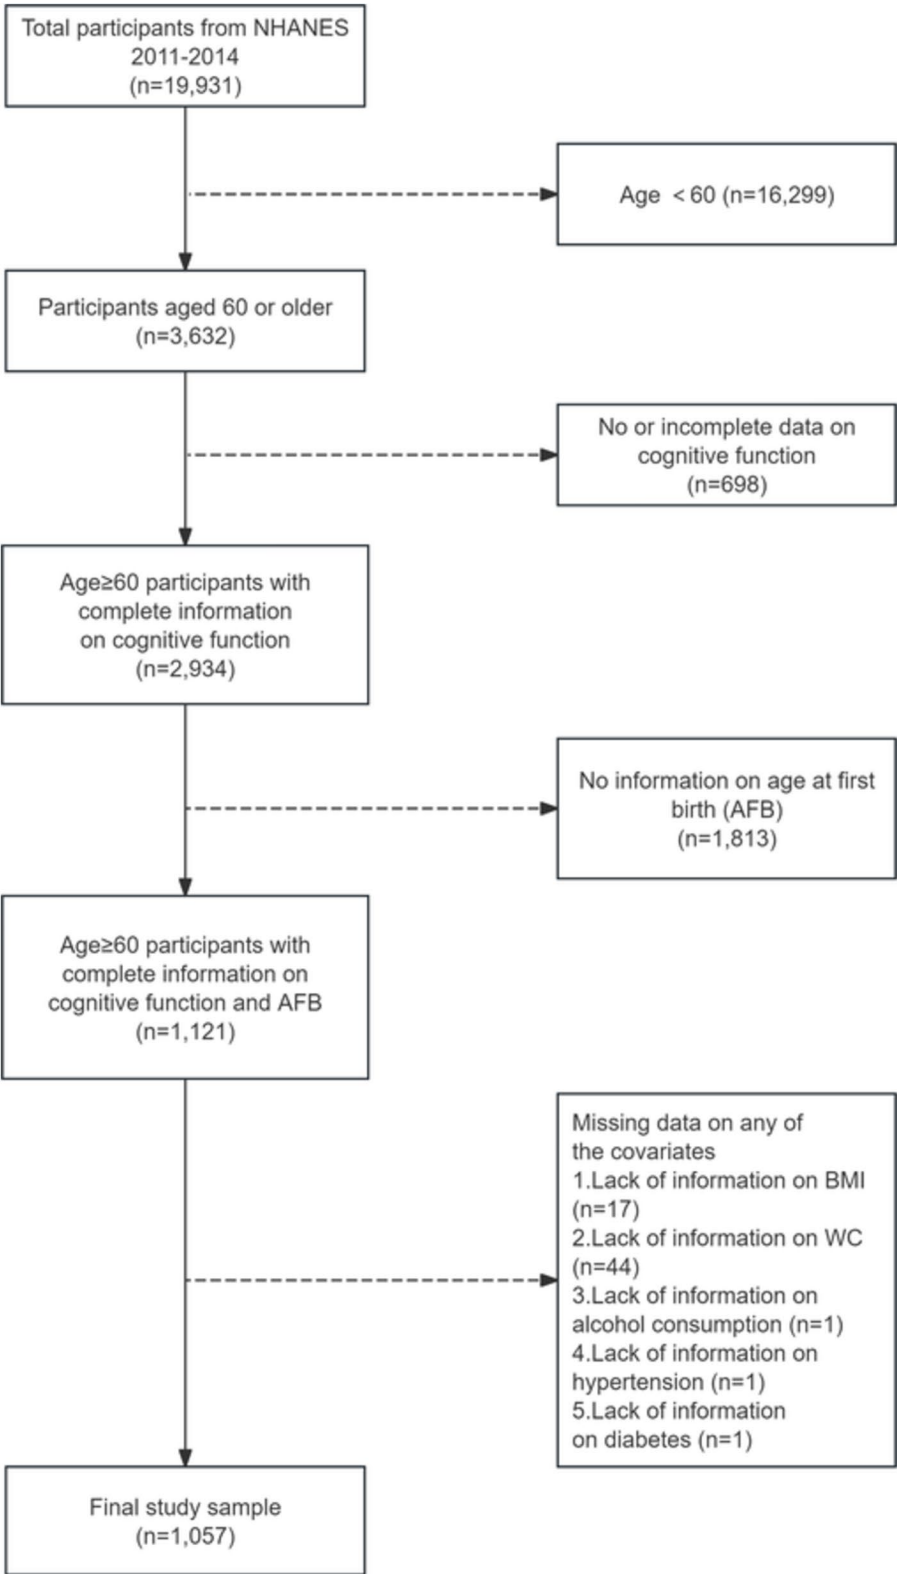 Total participants from NHANES
2011-2014
(n=19,931)
Age <60 (n=16,299)
Participants aged 60 or older
(n=3,632)
No or incomplete data on
cognitive function
(n=698)
Age≥60 participants with
complete information
on cognitive function
(n=2,934)
No information on age at first
birth (AFB)
(n=1,813)
Age≥60 participants with
complete information on
cognitive function and AFB
(n=1,121)
Missing data on any of
the covariates
1.Lack of information on BMI
(n=17)
2.Lack of information on WC
(n=44)
3.Lack of information on
alcohol consumption (n=1)
4.Lack of information on
hypertension (n=1)
5.Lack of information
on diabetes (n=1)
Final study sample
(n=1,057)